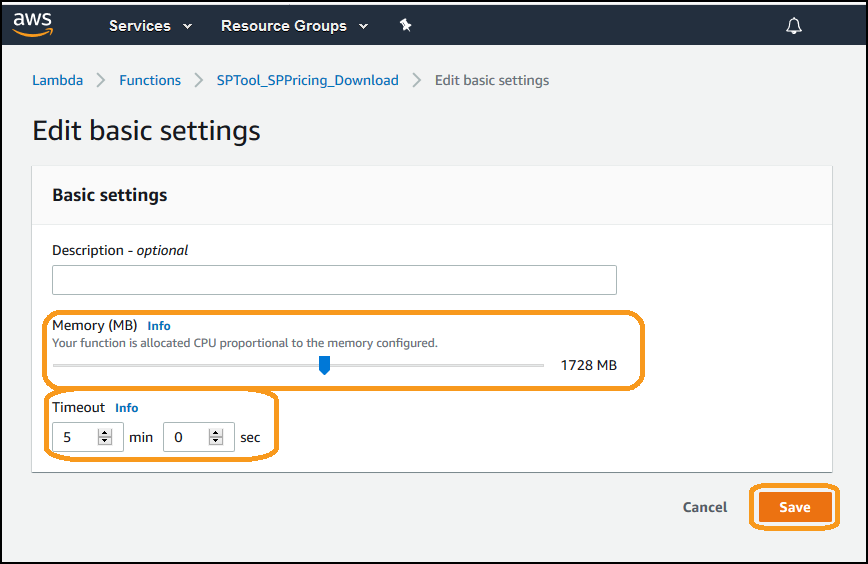 aws Services Resource Groups
Lambda Functions SPTool_SPPricing_Download Edit basic settings
Edit basic settings
Basic settings
Description - optional
Memory (MB) Info
Your function is allocated CPU proportional to the memory configured.
1728 MB
Timeout Info
5 min 0 sec
Cancel Save